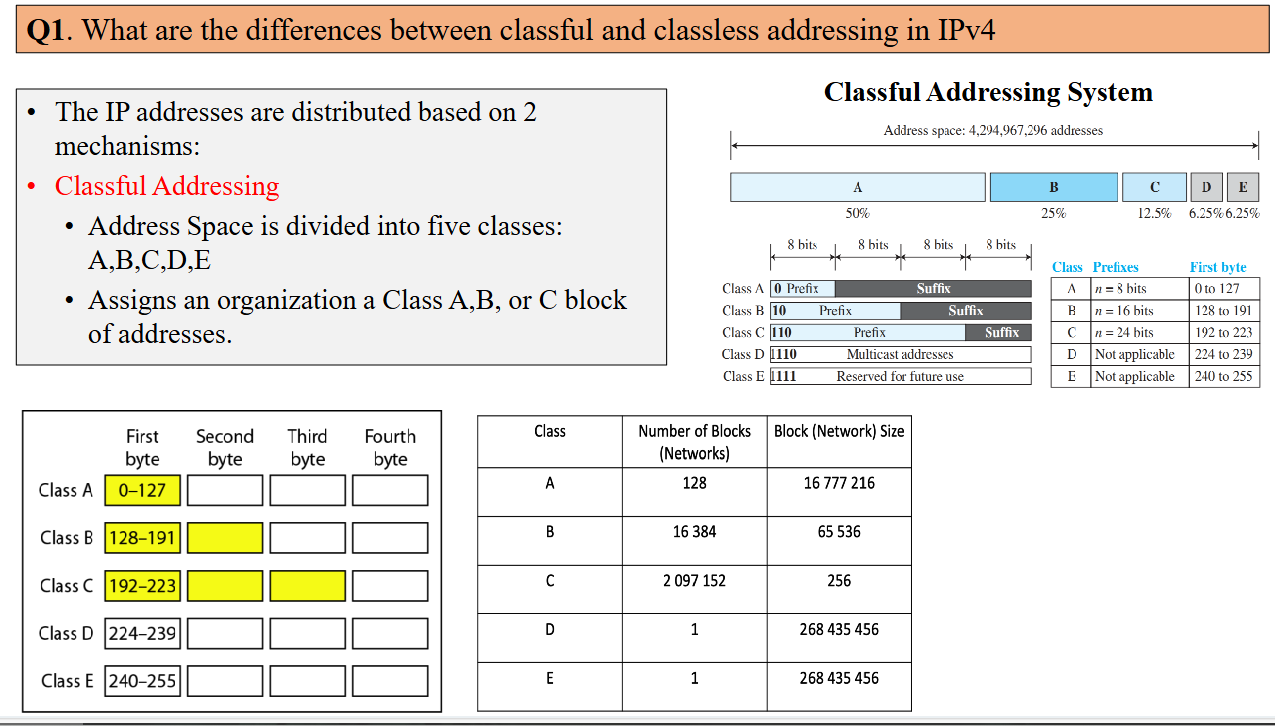 Q1. What are the differences between classful and classless addressing in IPv4
• The IP addresses are distributed based on 2
mechanisms:
• Classful Addressing
• Address Space is divided into five classes:
A,B,C,D,E
• Assigns an organization a Class A,B, or C block
of addresses.
Classful Addressing System
Address space: 4,294,967,296 addresses
A B C D E
50% 25% 12.5% 6.25% 6.25%
8 bits 8 bits 8 bits 8 bits
Class A 0 Prefix Suffix
Class B 10 Prefix Suffix
Class C 110 Prefix Suffix
Class D 1110 Multicast addresses
Class E 1111 Reserved for future use
Class Prefixes First byte
A n = 8 bits 0 to 127
B n = 16 bits 128 to 191
C n = 24 bits 192 to 223
D Not applicable 224 to 239
E Not applicable 240 to 255
First Second Third Fourth
byte byte byte byte
Class A 0–127
Class B 128–191
Class C 192–223
Class D 224–239
Class E 240–255
Class Number of Blocks Block (Network) Size
(Networks)
A 128 16 777 216
B 16 384 65 536
C 2 097 152 256
D 1 268 435 456
E 1 268 435 456